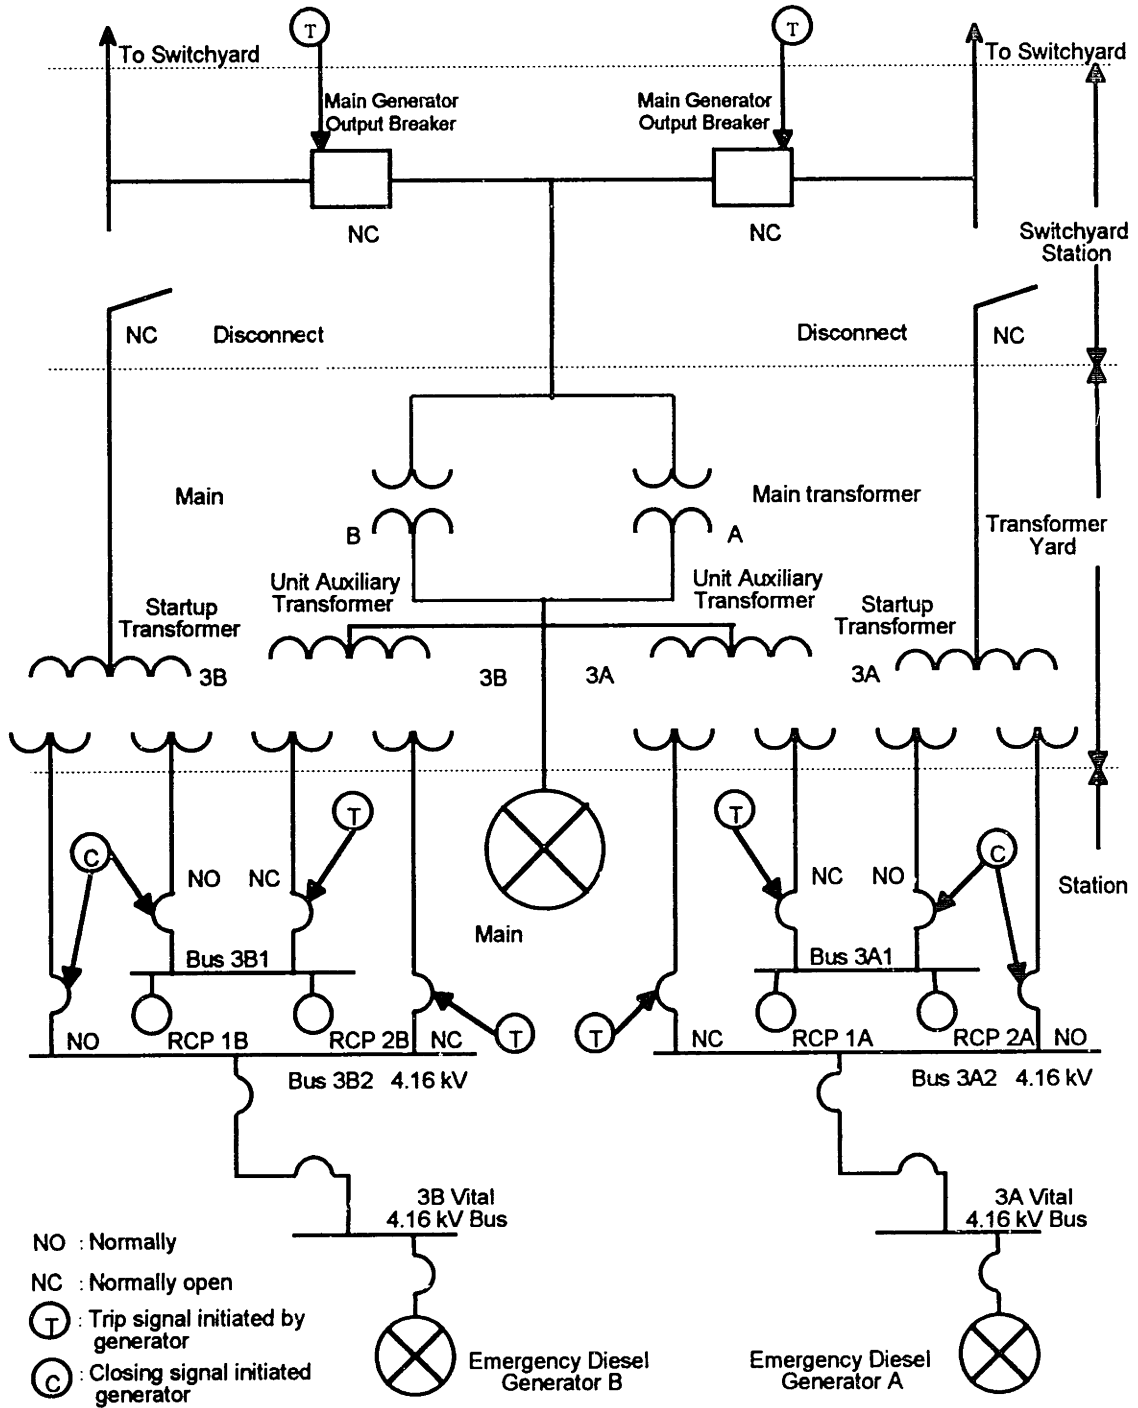 T
T
To Switchyard
To Switchyard
Main Generator
Output Breaker
Main Generator
Output Breaker
NC
NC
Switchyard
Station
NC
Disconnect
Disconnect
NC
Main
Main transformer
B
A
Transformer
Yard
Unit Auxiliary
Transformer
Unit Auxiliary
Transformer
Startup
Transformer
Startup
Transformer
3B
3B
3A
3A
T
T
C
C
NO
NC
NC
NO
Station
Main
Bus 3B1
Bus 3A1
NO
RCP 1B
RCP 2B
NC
T
T
NC
RCP 1A
RCP 2A
NO
Bus 3B2 4.16 kV
Bus 3A2 4.16 kV
3B Vital
4.16 kV Bus
3A Vital
4.16 kV Bus
NO : Normally
NC : Normally open
T : Trip signal initiated by
generator
C : Closing signal initiated
generator
Emergency Diesel
Generator B
Emergency Diesel
Generator A